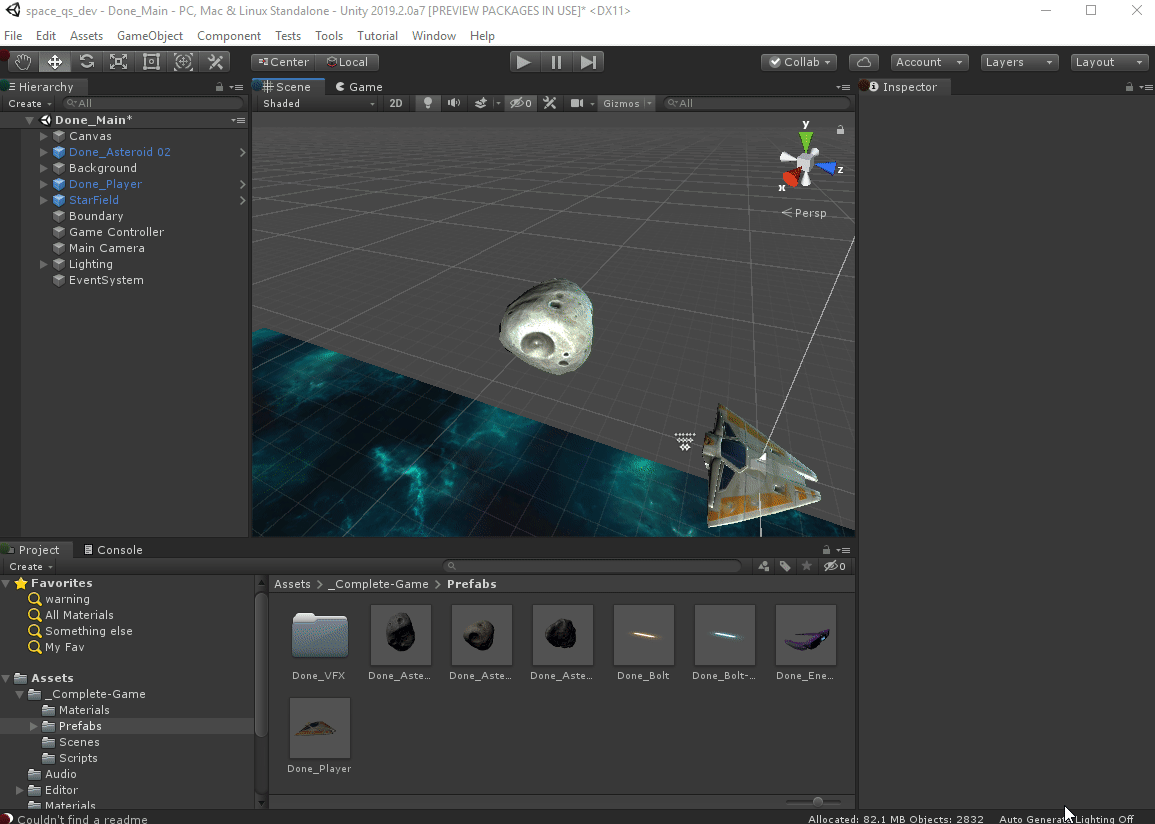 space_qs_dev - Done_Main - PC, Mac & Linux Standalone - Unity 2019.2.0a7 [PREVIEW PACKAGES IN USE]* <DX11>
File Edit Assets GameObject Component Tests Tools Tutorial Window Help
Center Local Collab Account Layers Layout
Hierarchy
Create All
Done_Main*
Canvas
Done_Asteroid 02
Background
Done_Player
StarField
Boundary
Game Controller
Main Camera
Lighting
EventSystem
Scene Game
Shaded 2D 0 Gizmos All
y
z
x
Persp
Inspector
Project Console
Create 0
Favorites
warning
All Materials
Something else
My Fav
Assets
_Complete-Game
Materials
Prefabs
Scenes
Scripts
Audio
Editor
Materials
Assets > _Complete-Game > Prefabs
Done_VFX Done_Aste... Done_Aste... Done_Aste... Done_Bolt Done_Bolt-... Done_Ene...
Done_Player
Couldn't find a readme
Allocated: 82.1 MB Objects: 2832 Auto Generate Lighting Off